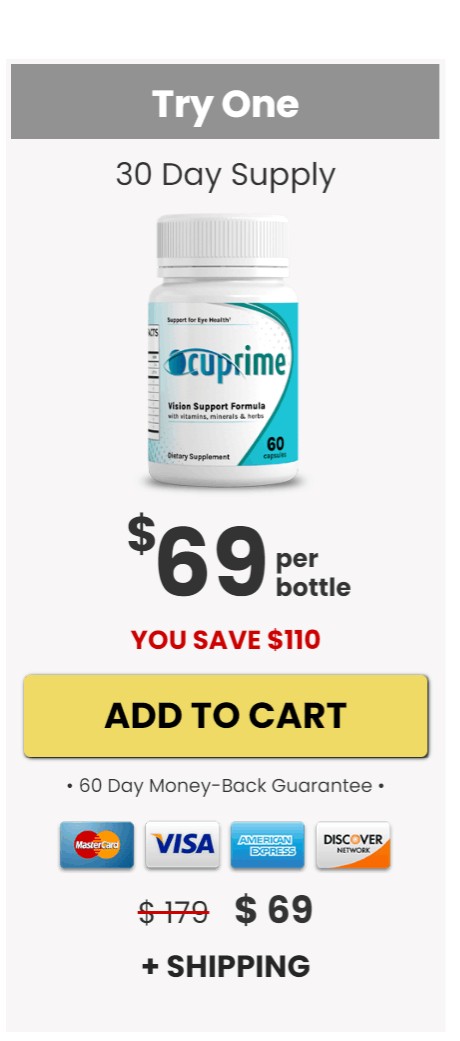 Try One
30 Day Supply
Support for Eye Health¹
ACTS
Ocuprime
Vision Support Formula
with vitamins, minerals & herbs
60
Dietary Supplement
capsules
$69 per
bottle
YOU SAVE $110
ADD TO CART
• 60 Day Money-Back Guarantee •
MasterCard
VISA
AMERICAN
EXPRESS
DISCOVER
NETWORK
$ 179 $ 69
+ SHIPPING